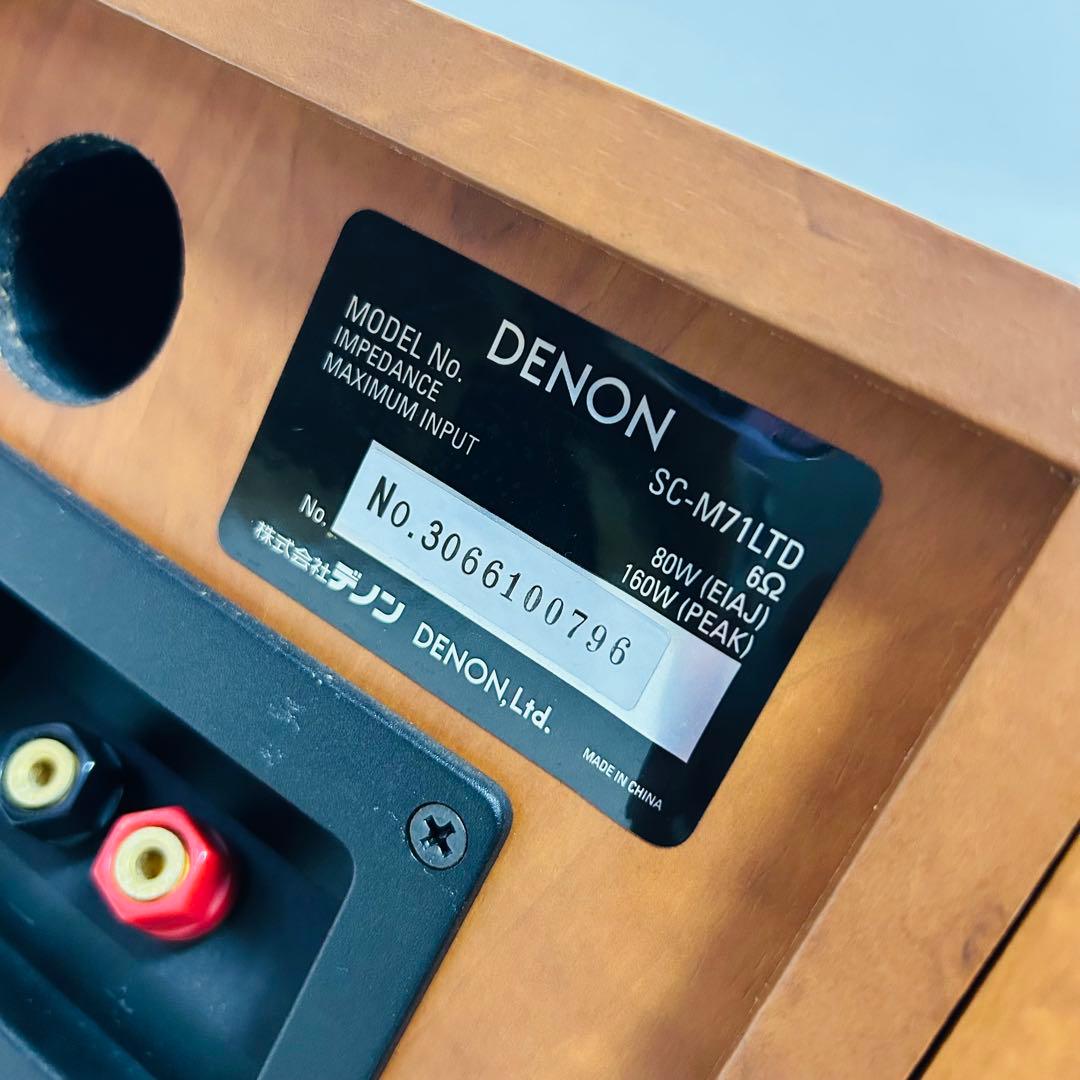 DENON
MODEL No. SC-M71LTD
IMPEDANCE 6Ω
MAXIMUM INPUT 80W (EIAJ)
160W (PEAK)
No. No.3066100796
株式会社デノン DENON,Ltd.
MADE IN CHINA